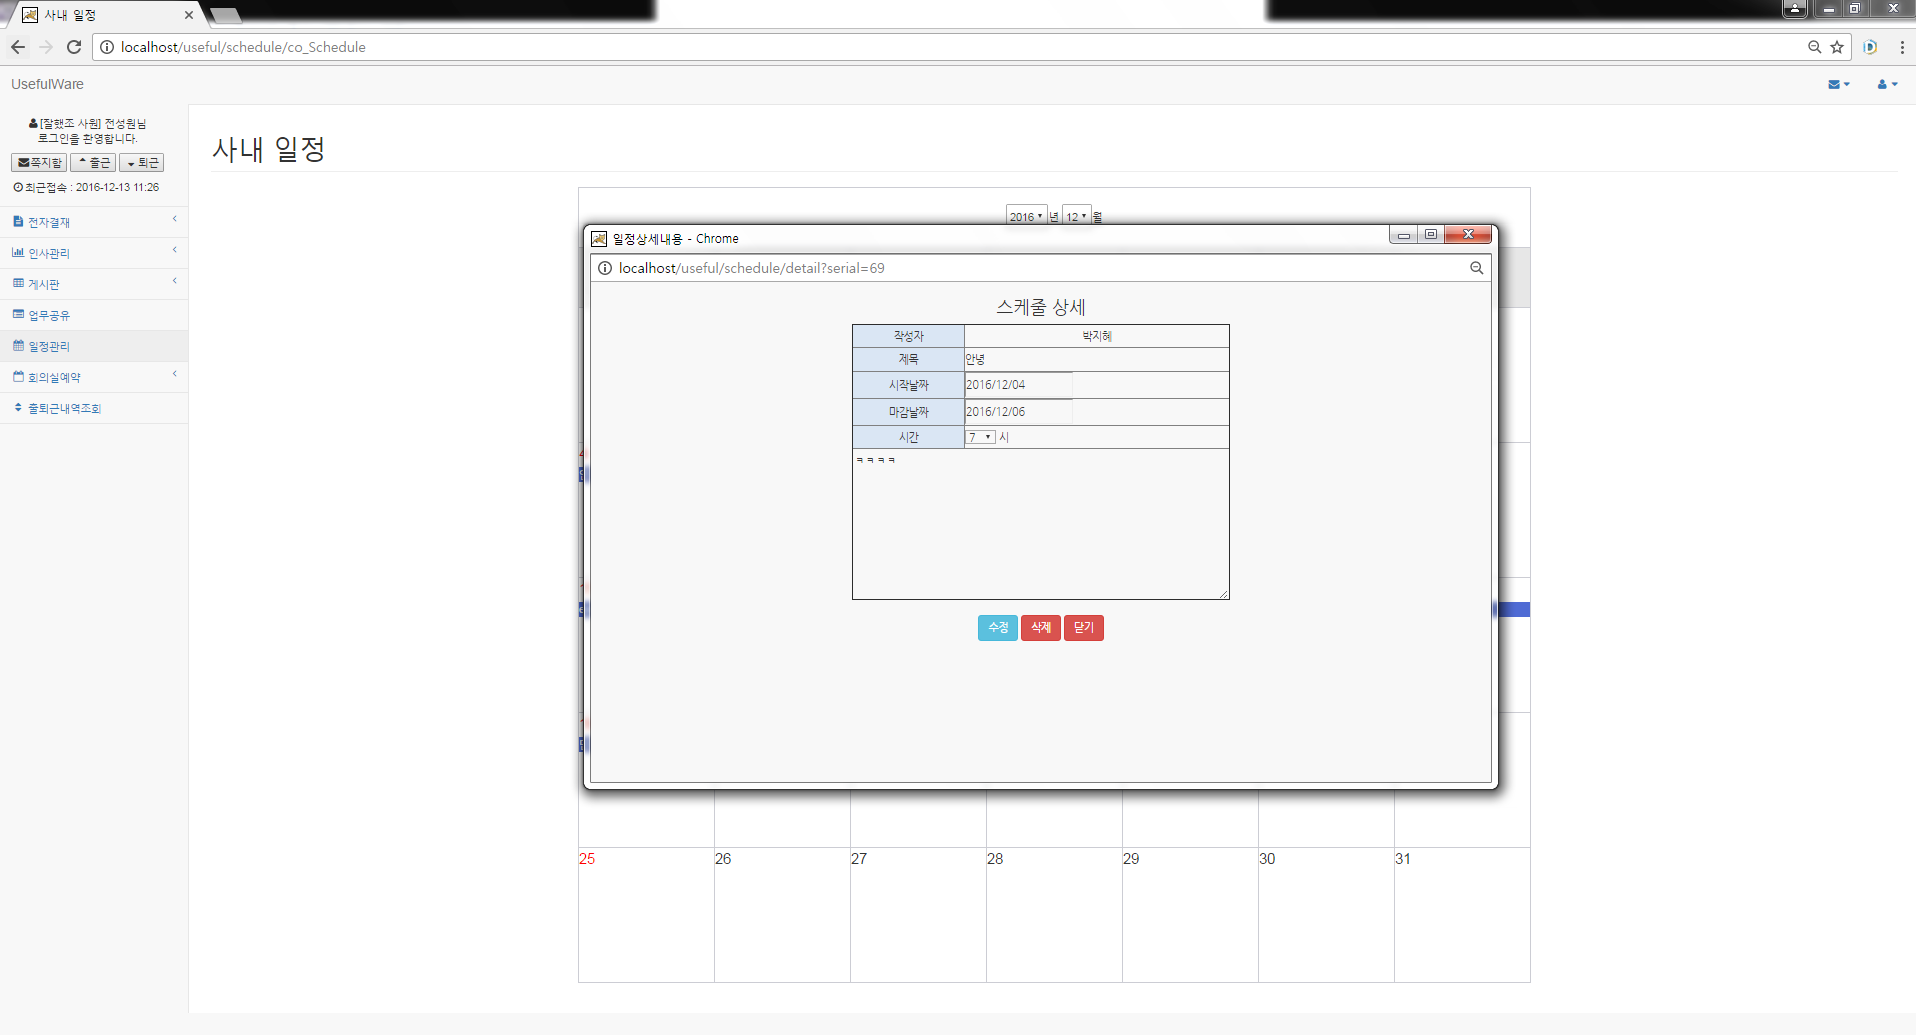 사내 일정
localhost/useful/schedule/co_Schedule
UsefulWare
[잘했조 사원] 전성원님
로그인을 환영합니다.
쪽지함 출근 퇴근
최근접속 : 2016-12-13 11:26
전자결재
인사관리
게시판
업무공유
일정관리
회의실예약
출퇴근내역조회
사내 일정
2016 년 12 월
일정상세내용 - Chrome
localhost/useful/schedule/detail?serial=69
스케줄 상세
작성자 박지혜
제목 안녕
시작날짜 2016/12/04
마감날짜 2016/12/06
시간 7 시
ㅋㅋㅋㅋ
수정 삭제 닫기
25 26 27 28 29 30 31